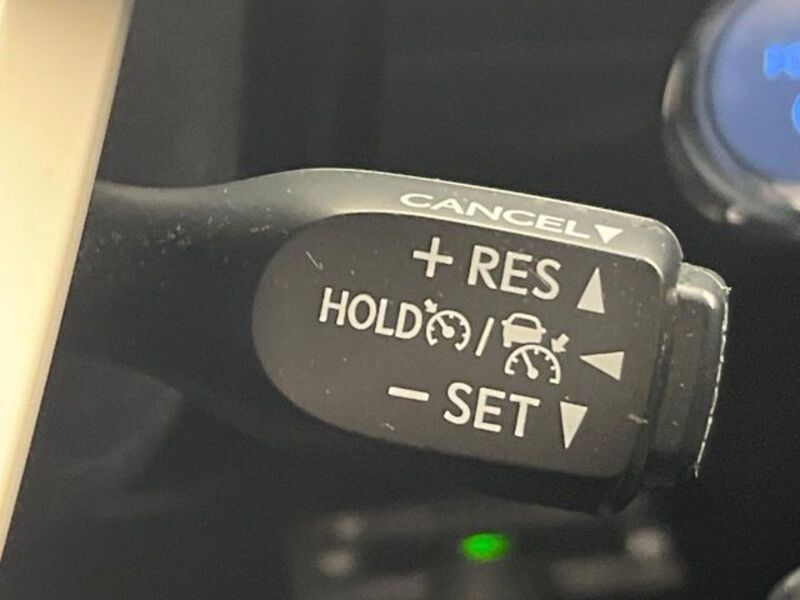 CANCEL
+ RES
HOLD /
- SET